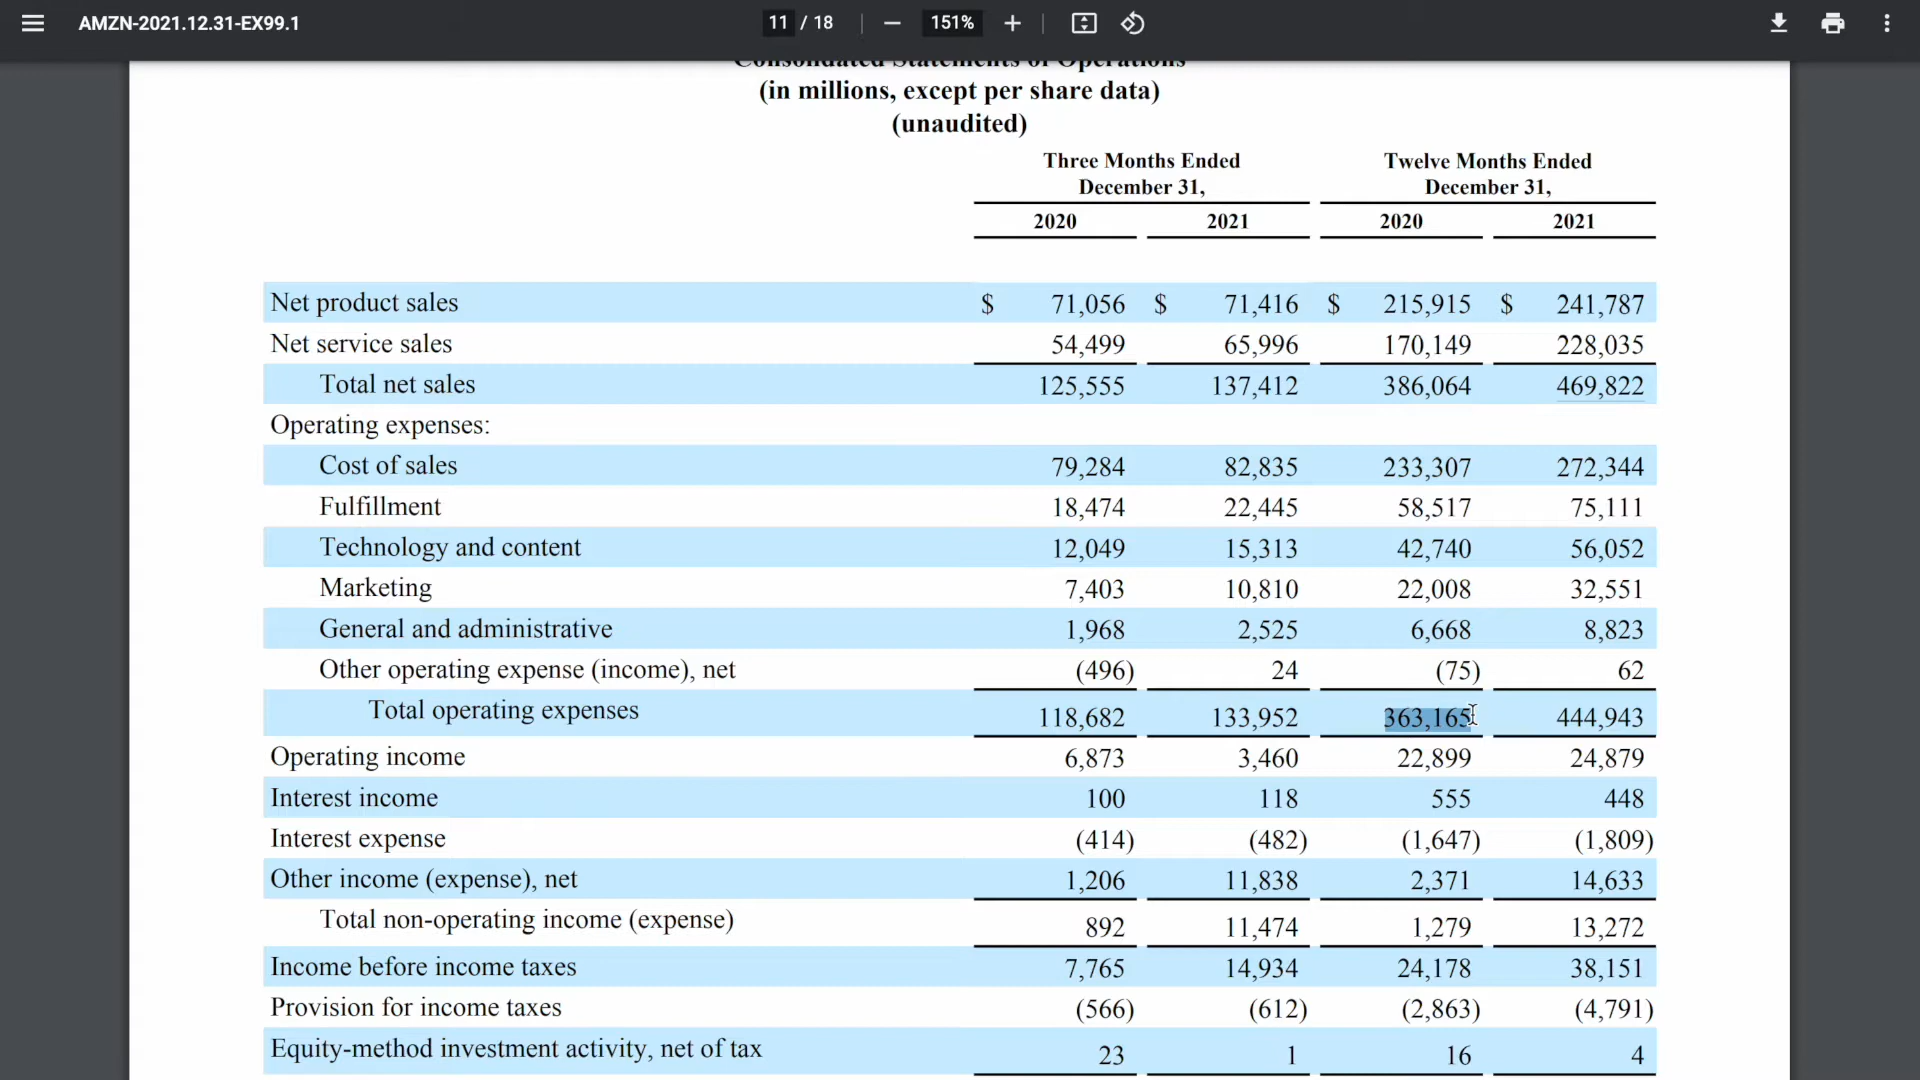 AMZN-2021.12.31-EX99.1 11 / 18 151%
Consolidated Statements of Operations
(in millions, except per share data)
(unaudited)
Three Months Ended December 31, Twelve Months Ended December 31,
2020 2021 2020 2021
Net product sales $ 71,056 $ 71,416 $ 215,915 $ 241,787
Net service sales 54,499 65,996 170,149 228,035
Total net sales 125,555 137,412 386,064 469,822
Operating expenses:
Cost of sales 79,284 82,835 233,307 272,344
Fulfillment 18,474 22,445 58,517 75,111
Technology and content 12,049 15,313 42,740 56,052
Marketing 7,403 10,810 22,008 32,551
General and administrative 1,968 2,525 6,668 8,823
Other operating expense (income), net (496) 24 (75) 62
Total operating expenses 118,682 133,952 363,165 444,943
Operating income 6,873 3,460 22,899 24,879
Interest income 100 118 555 448
Interest expense (414) (482) (1,647) (1,809)
Other income (expense), net 1,206 11,838 2,371 14,633
Total non-operating income (expense) 892 11,474 1,279 13,272
Income before income taxes 7,765 14,934 24,178 38,151
Provision for income taxes (566) (612) (2,863) (4,791)
Equity-method investment activity, net of tax 23 1 16 4